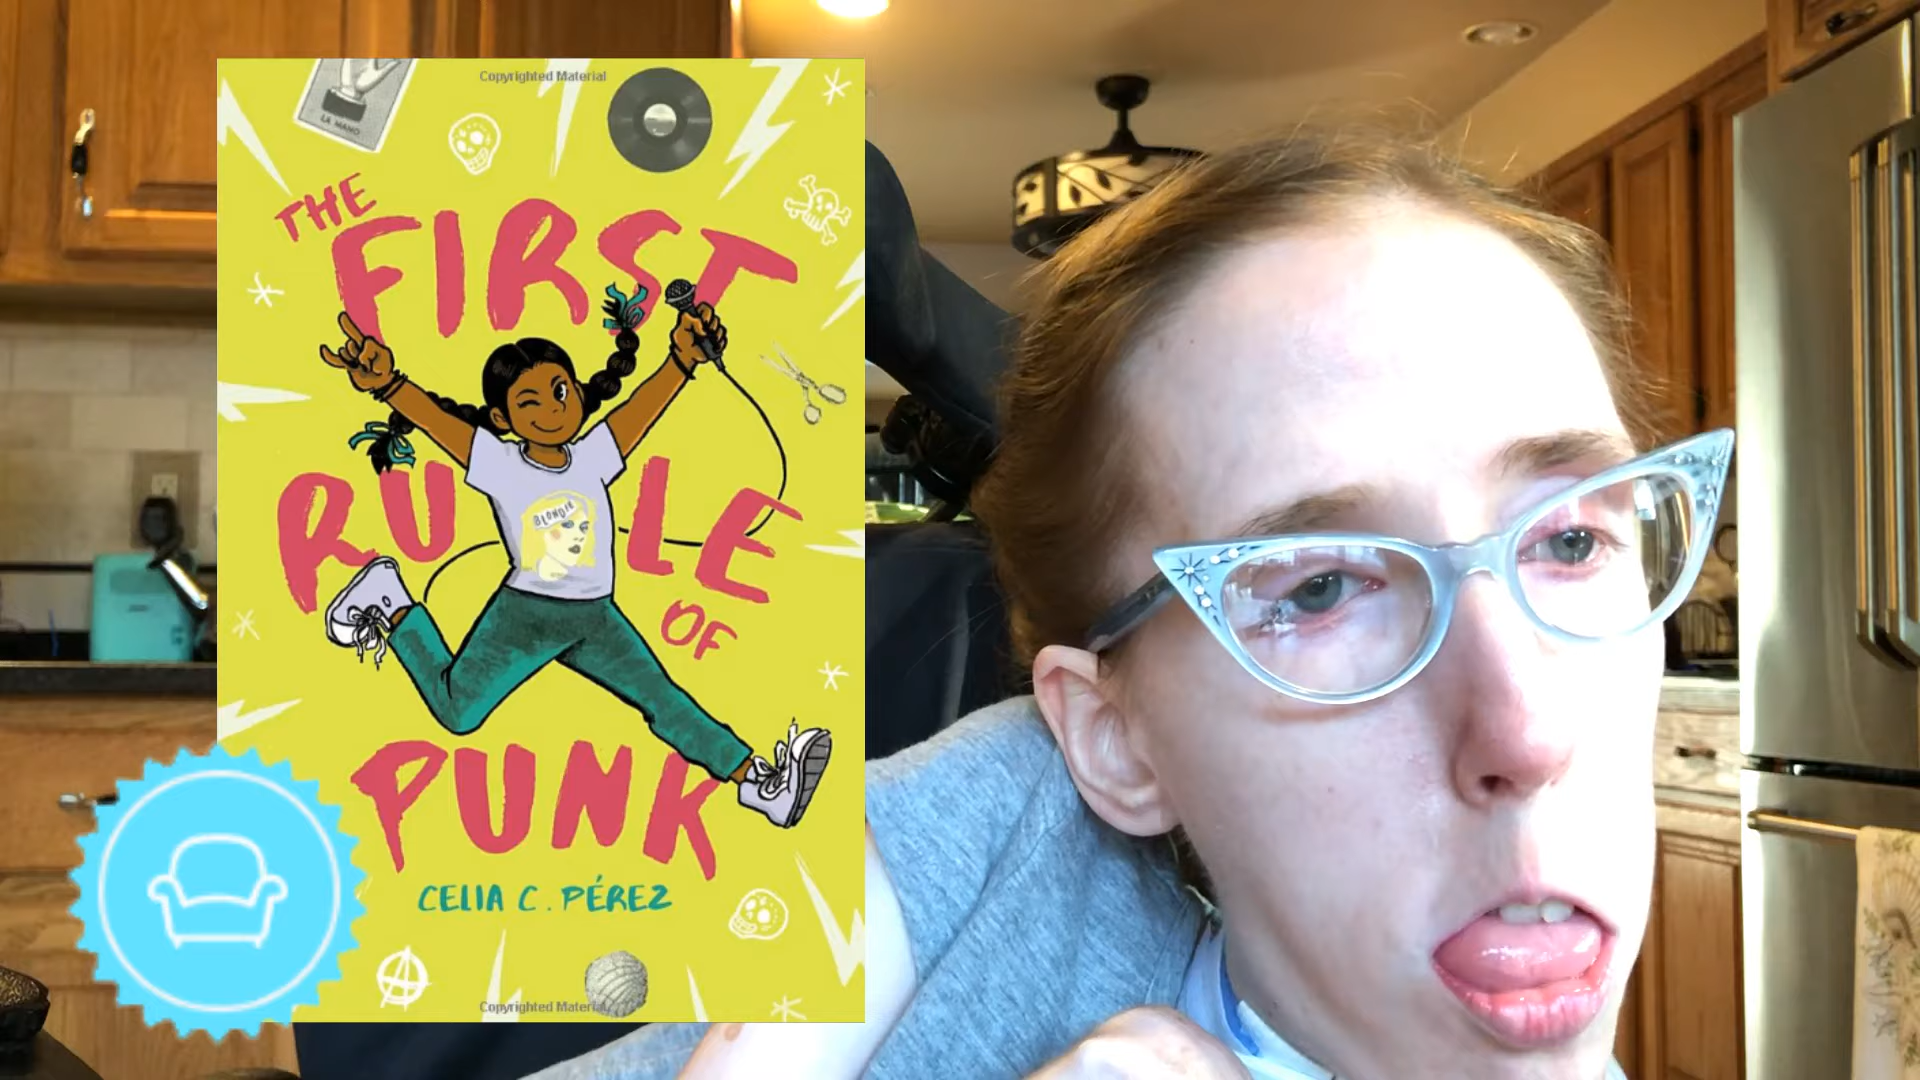 Copyrighted Material
LA MANO
THE
FIRST
RULE
BLONDIE
OF
PUNK
CELIA C. PÉREZ
Copyrighted Material